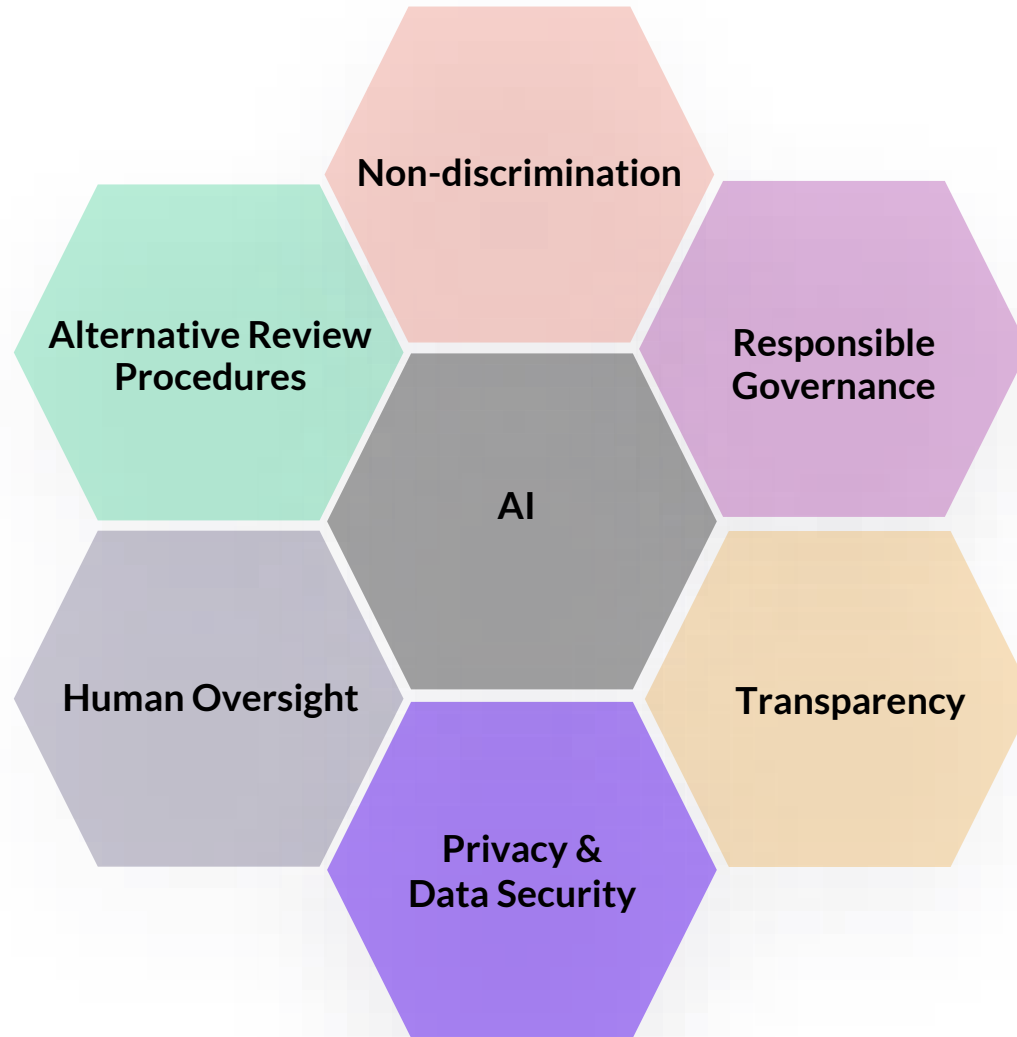 Non-discrimination
Alternative Review
Procedures
Responsible
Governance
AI
Human Oversight
Transparency
Privacy &
Data Security